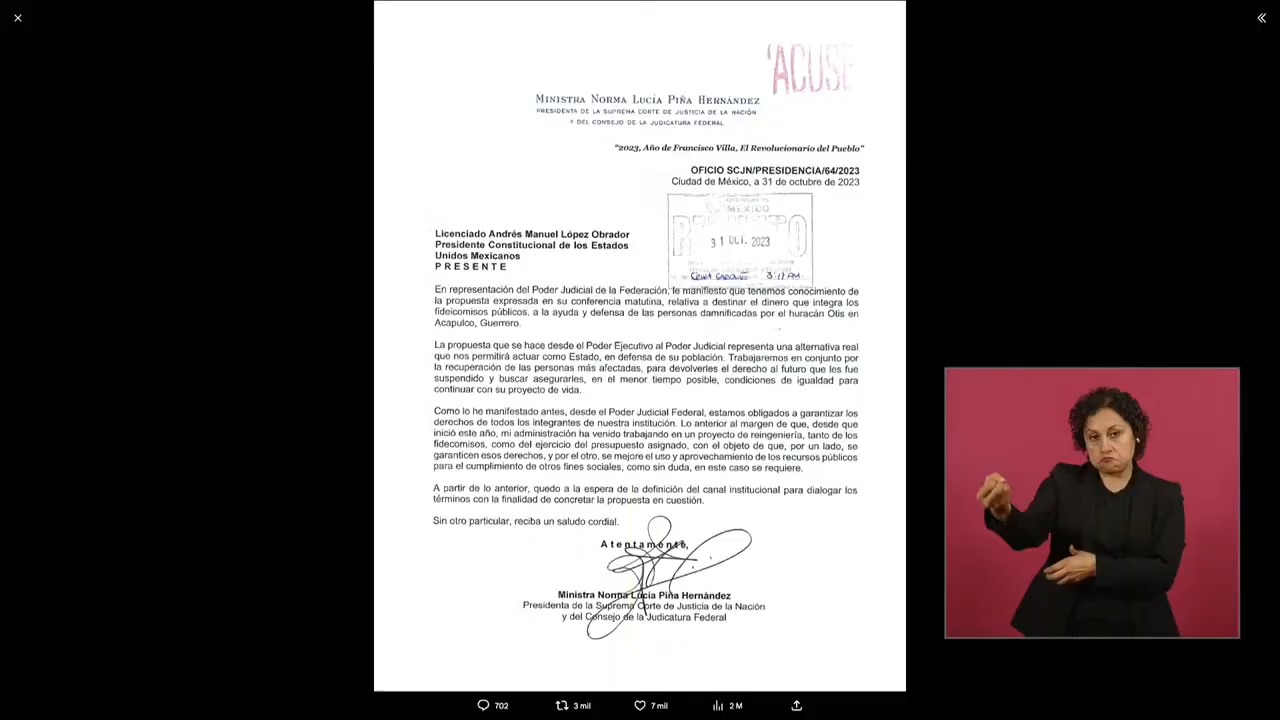 'ACUSE
Ministra Norma Lucía Piña Hernández
PRESIDENTA DE LA SUPREMA CORTE DE JUSTICIA DE LA NACIÓN
Y DEL CONSEJO DE LA JUDICATURA FEDERAL
"2023, Año de Francisco Villa, El Revolucionario del Pueblo"
OFICIO SCJN/PRESIDENCIA/64/2023
Ciudad de México, a 31 de octubre de 2023
MÉXICO
31 OCT. 2023
3:17 PM
Licenciado Andrés Manuel López Obrador
Presidente Constitucional de los Estados
Unidos Mexicanos
P R E S E N T E
En representación del Poder Judicial de la Federación, le manifiesto que tenemos conocimiento de
la propuesta expresada en su conferencia matutina, relativa a destinar el dinero que integra los
fideicomisos públicos, a la ayuda y defensa de las personas damnificadas por el huracán Otis en
Acapulco, Guerrero.
La propuesta que se hace desde el Poder Ejecutivo al Poder Judicial representa una alternativa real
que nos permitirá actuar como Estado, en defensa de su población. Trabajaremos en conjunto por
la recuperación de las personas más afectadas, para devolverles el derecho al futuro que les fue
suspendido y buscar asegurarles, en el menor tiempo posible, condiciones de igualdad para
continuar con su proyecto de vida.
Como lo he manifestado antes, desde el Poder Judicial Federal, estamos obligados a garantizar los
derechos de todos los integrantes de nuestra institución. Lo anterior al margen de que, desde que
inició este año, mi administración ha venido trabajando en un proyecto de reingeniería, tanto de los
fidecomisos, como del ejercicio del presupuesto asignado, con el objeto de que, por un lado, se
garanticen esos derechos, y por el otro, se mejore el uso y aprovechamiento de los recursos públicos
para el cumplimiento de otros fines sociales, como sin duda, en este caso se requiere.
A partir de lo anterior, quedo a la espera de la definición del canal institucional para dialogar los
términos con la finalidad de concretar la propuesta en cuestión.
Sin otro particular, reciba un saludo cordial.
A t e n t a m e n t e,
Ministra Norma Lucía Piña Hernández
Presidenta de la Suprema Corte de Justicia de la Nación
y del Consejo de la Judicatura Federal
702
3 mil
7 mil
2 M